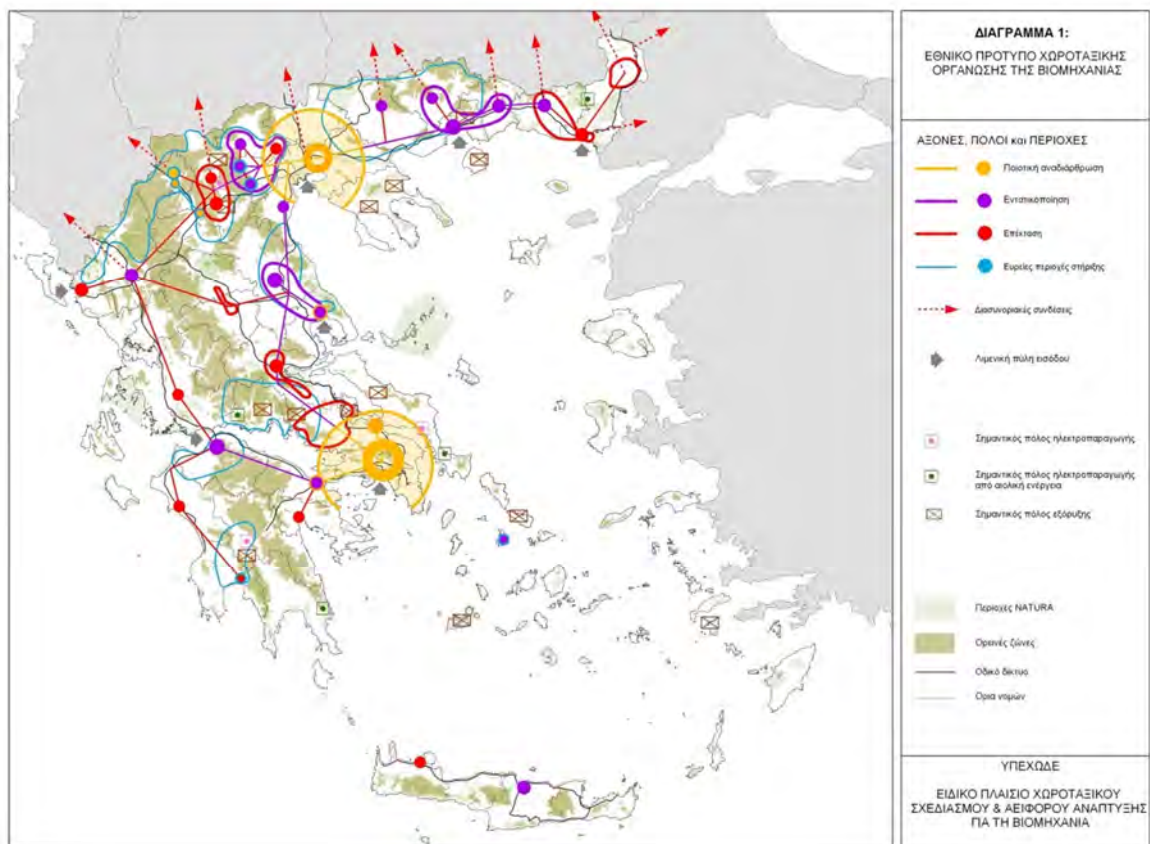 ΔΙΑΓΡΑΜΜΑ 1:
ΕΘΝΙΚΟ ΠΡΟΤΥΠΟ ΧΩΡΟΤΑΞΙΚΗΣ
ΟΡΓΑΝΩΣΗΣ ΤΗΣ ΒΙΟΜΗΧΑΝΙΑΣ
ΑΞΟΝΕΣ, ΠΟΛΟΙ και ΠΕΡΙΟΧΕΣ
Ποιοτική αναδιάρθρωση
Εντατικοποίηση
Επέκταση
Ευρείες περιοχές στήριξης
Διασυνοριακές συνδέσεις
Λιμενική πύλη εισόδου
Σημαντικός πόλος ηλεκτροπαραγωγής
Σημαντικός πόλος ηλεκτροπαραγωγής
από αιολική ενέργεια
Σημαντικός πόλος εξόρυξης
Περιοχές NATURA
Ορεινές ζώνες
Οδικό δίκτυο
Ορια νομών
ΥΠΕΧΩΔΕ
ΕΙΔΙΚΟ ΠΛΑΙΣΙΟ ΧΩΡΟΤΑΞΙΚΟΥ
ΣΧΕΔΙΑΣΜΟΥ & ΑΕΙΦΟΡΟΥ ΑΝΑΠΤΥΞΗΣ
ΓΙΑ ΤΗ ΒΙΟΜΗΧΑΝΙΑ